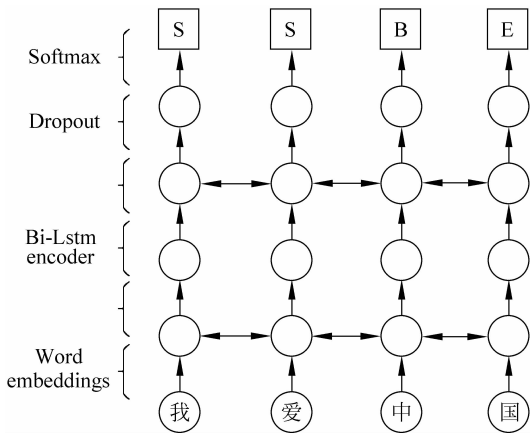 S S B E
Softmax
Dropout
Bi-Lstm
encoder
Word
embeddings
我 爱 中 国